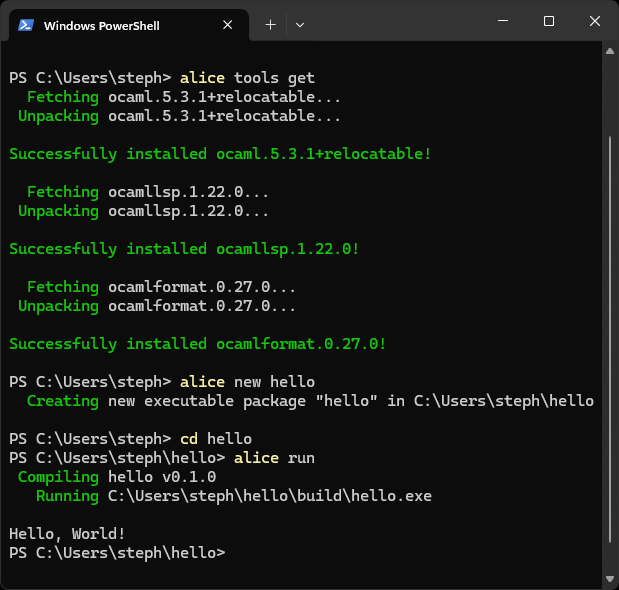 Windows PowerShell
PS C:\Users\steph> alice tools get
Fetching ocaml.5.3.1+relocatable...
Unpacking ocaml.5.3.1+relocatable...
Successfully installed ocaml.5.3.1+relocatable!
Fetching ocamllsp.1.22.0...
Unpacking ocamllsp.1.22.0...
Successfully installed ocamllsp.1.22.0!
Fetching ocamlformat.0.27.0...
Unpacking ocamlformat.0.27.0...
Successfully installed ocamlformat.0.27.0!
PS C:\Users\steph> alice new hello
Creating new executable package "hello" in C:\Users\steph\hello
PS C:\Users\steph> cd hello
PS C:\Users\steph\hello> alice run
Compiling hello v0.1.0
Running C:\Users\steph\hello\build\hello.exe
Hello, World!
PS C:\Users\steph\hello>